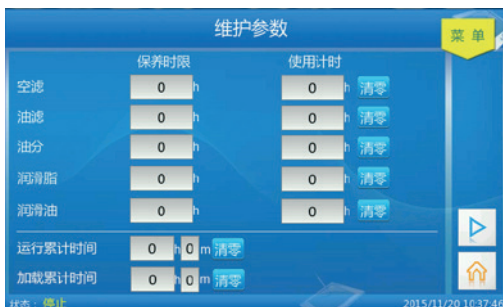 维护参数
菜 单
保养时限 使用计时
空滤 0 h 0 h 清零
油滤 0 h 0 h 清零
油分 0 h 0 h 清零
润滑脂 0 h 0 h 清零
润滑油 0 h 0 h 清零
运行累计时间 0 h 0 m 清零
加载累计时间 0 h 0 m 清零
状态： 停止 2015/11/20 10:37:46